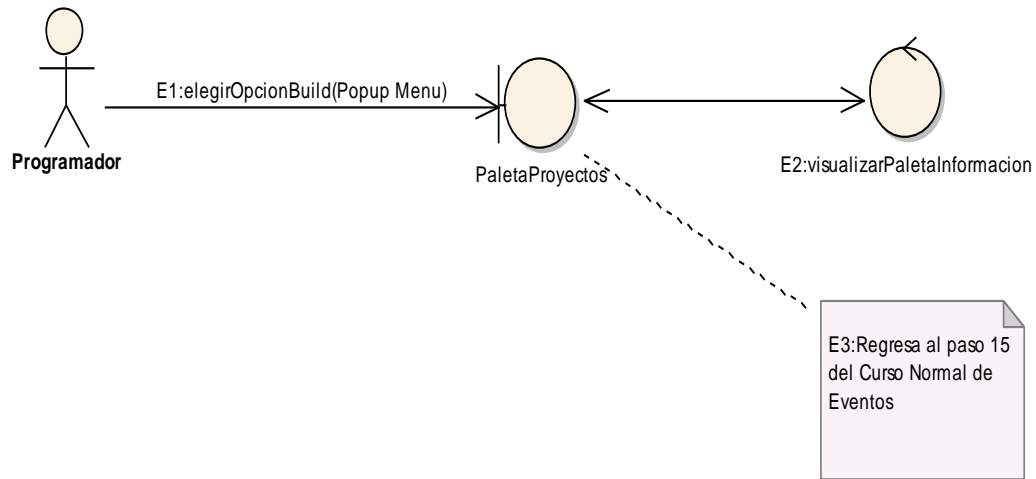 E1:elegirOpcionBuild(Popup Menu)
Programador
PaletaProyectos
E2:visualizarPaletaInformacion
E3:Regresa al paso 15
del Curso Normal de
Eventos